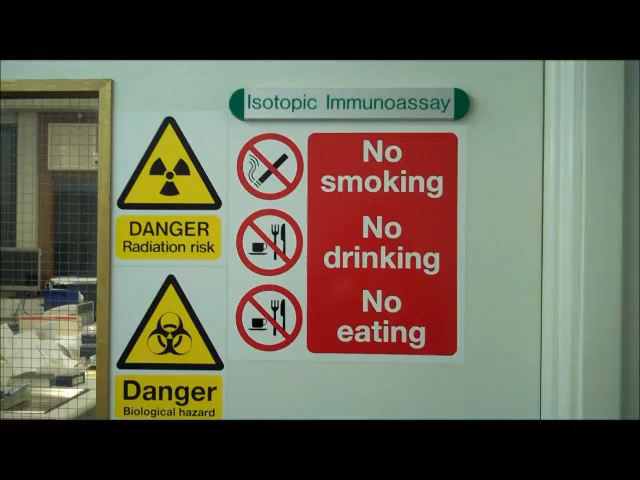 Isotopic Immunoassay
DANGER
Radiation risk
Danger
Biological hazard
No
smoking
No
drinking
No
eating